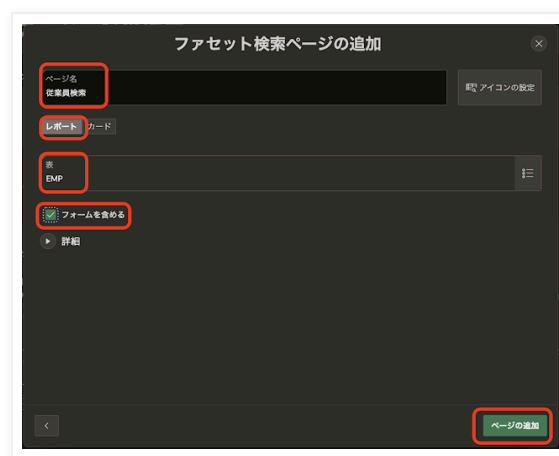 ファセット検索ページの追加
ページ名
従業員検索
アイコンの設定
レポート カード
表
EMP
フォームを含める
詳細
ページの追加